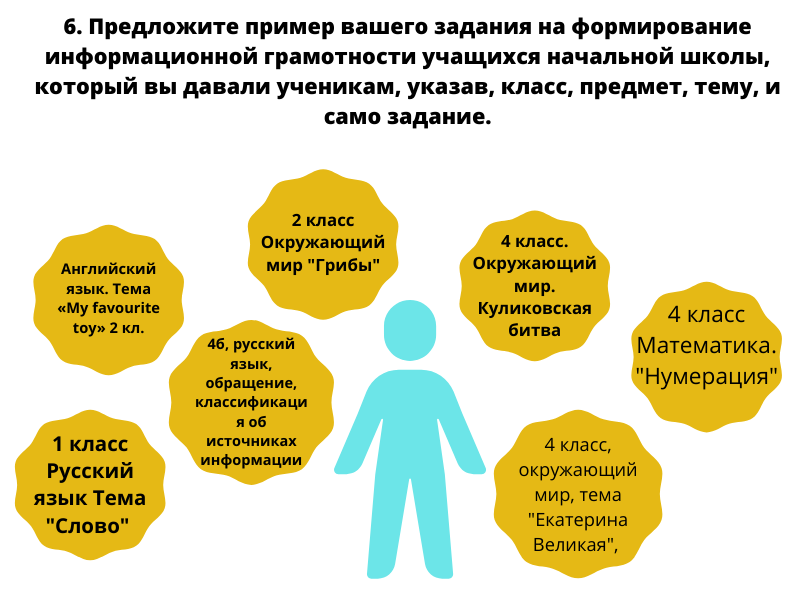 6. Предложите пример вашего задания на формирование
информационной грамотности учащихся начальной школы,
который вы давали ученикам, указав, класс, предмет, тему, и
само задание.
2 класс
Окружающий
мир "Грибы"
4 класс.
Окружающий
мир.
Куликовская
битва
Английский
язык. Тема
«My favourite
toy» 2 кл.
4 класс
Математика.
"Нумерация"
4б, русский
язык,
обращение,
классификаци
я об
источниках
информации
1 класс
Русский
язык Тема
"Слово"
4 класс,
окружающий
мир, тема
"Екатерина
Великая",